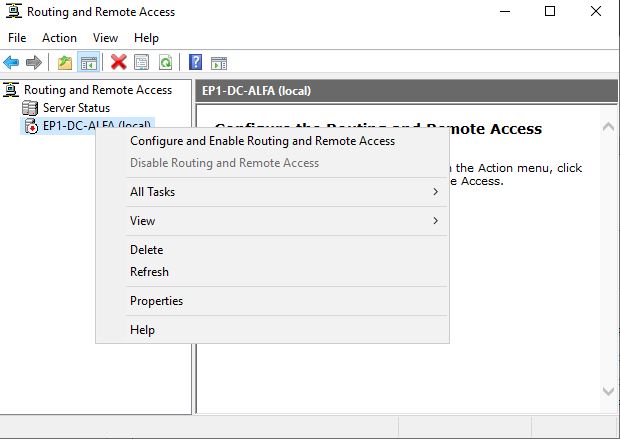 Routing and Remote Access
File Action View Help
Routing and Remote Access
Server Status
EP1-DC-ALFA (local)
EP1-DC-ALFA (local)
Configure the Routing and Remote Access
n the Action menu, click
e Access.
Configure and Enable Routing and Remote Access
Disable Routing and Remote Access
All Tasks
View
Delete
Refresh
Properties
Help